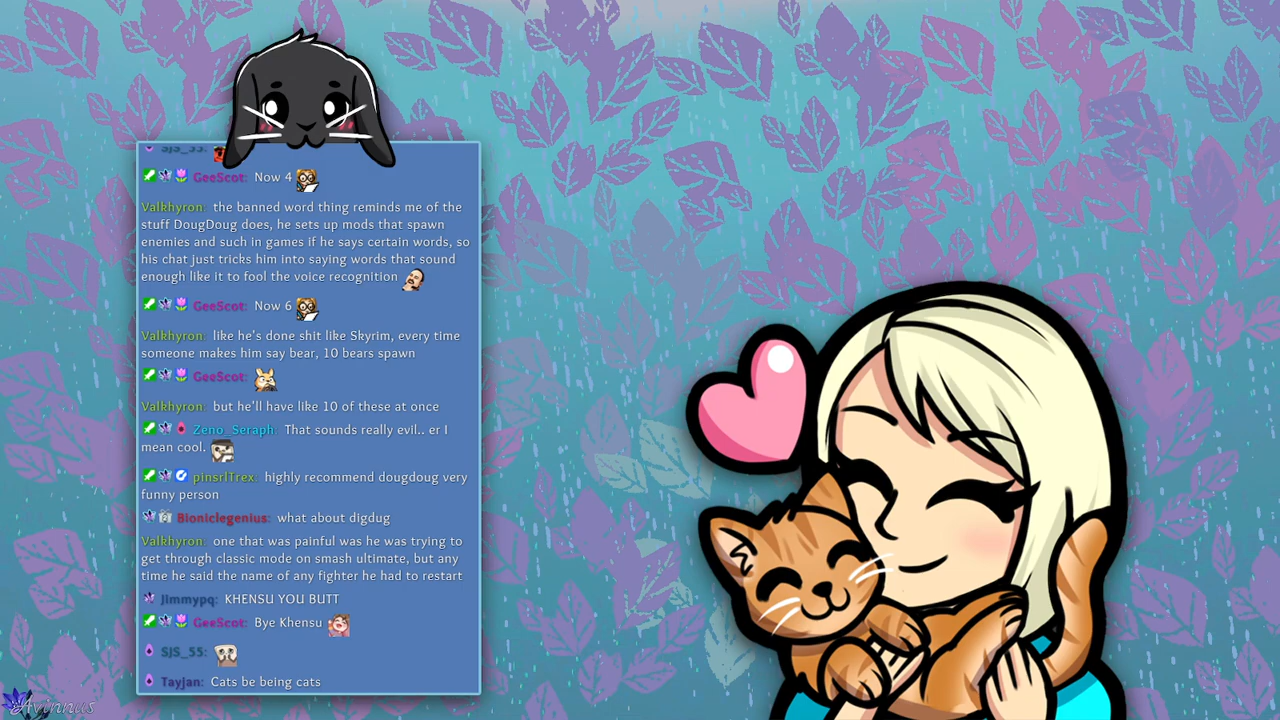 SJS_55:
GeeScot: Now 4
Valkhyron: the banned word thing reminds me of the
stuff DougDoug does, he sets up mods that spawn
enemies and such in games if he says certain words, so
his chat just tricks him into saying words that sound
enough like it to fool the voice recognition
GeeScot: Now 6
Valkhyron: like he's done shit like Skyrim, every time
someone makes him say bear, 10 bears spawn
GeeScot:
Valkhyron: but he'll have like 10 of these at once
Zeno_Seraph: That sounds really evil.. er I
mean cool.
pinsrlTrex: highly recommend dougdoug very
funny person
Bioniclegenius: what about digdug
Valkhyron: one that was painful was he was trying to
get through classic mode on smash ultimate, but any
time he said the name of any fighter he had to restart
Jimmypq: KHENSU YOU BUTT
GeeScot: Bye Khensu
SJS_55:
Tayjan: Cats be being cats
Avinnus